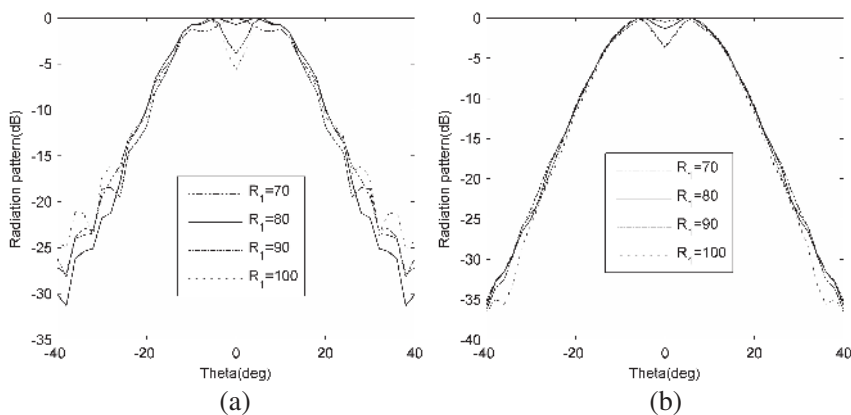 0
-5
-10
-15
-20
-25
-30
-35
Radiation pattern(dB)
R1=70
R1=80
R1=90
R1=100
-40 -20 0 20 40
Theta(deg)
(a)
0
-5
-10
-15
-20
-25
-30
-35
-40
Radiation pattern(dB)
=70
=80
=90
=100
-40 -20 0 20 40
Theta(deg)
(b)